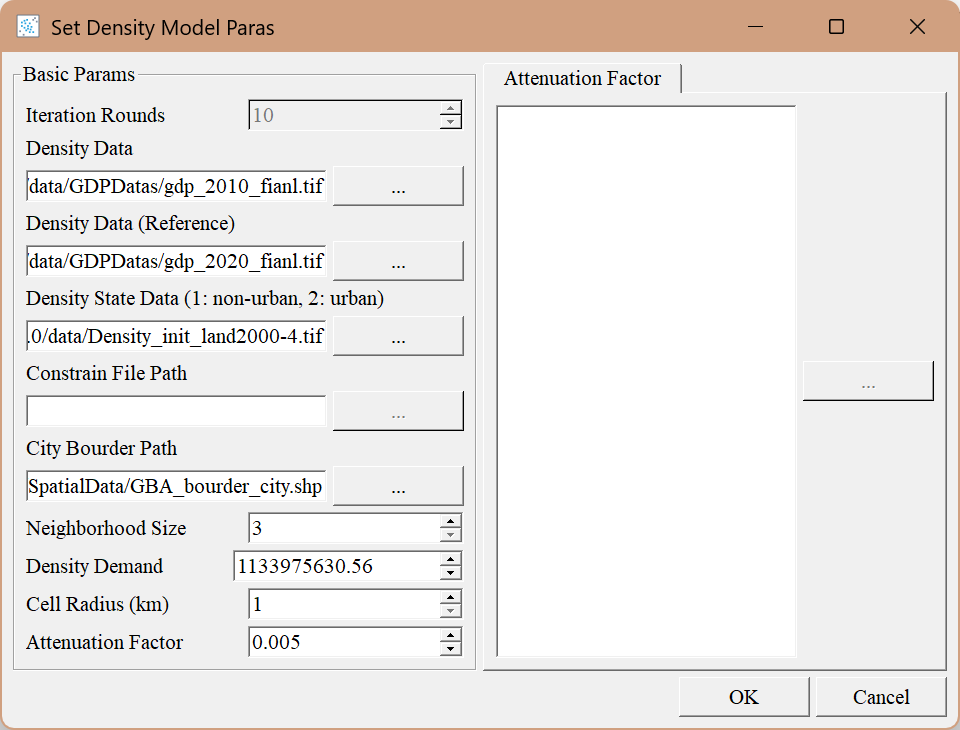 Set Density Model Paras
Basic Params
Iteration Rounds 10
Density Data
/data/GDPDatas/gdp_2010_fianl.tif ...
Density Data (Reference)
/data/GDPDatas/gdp_2020_fianl.tif ...
Density State Data (1: non-urban, 2: urban)
.0/data/Density_init_land2000-4.tif ...
Constrain File Path
...
City Bourder Path
SpatialData/GBA_bourder_city.shp ...
Neighborhood Size 3
Density Demand 1133975630.56
Cell Radius (km) 1
Attenuation Factor 0.005
Attenuation Factor
...
OK Cancel